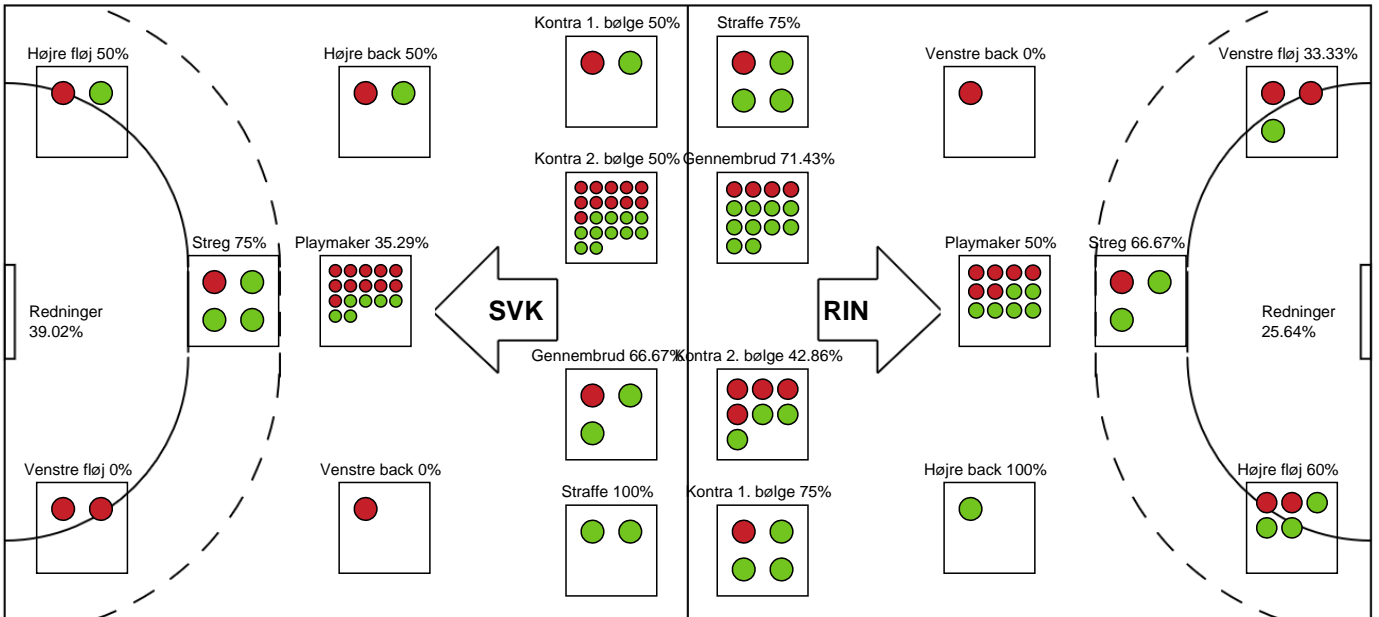 Kontra 1. bølge 50%
Straffe 75%
Højre fløj 50%
Højre back 50%
Venstre back 0%
Venstre fløj 33.33%
Kontra 2. bølge 50%
Gennembrud 71.43%
Streg 75%
Playmaker 35.29%
Playmaker 50%
Streg 66.67%
Redninger
39.02%
SVK
RIN
Redninger
25.64%
Gennembrud 66.67%
Kontra 2. bølge 42.86%
Venstre fløj 0%
Venstre back 0%
Højre back 100%
Højre fløj 60%
Straffe 100%
Kontra 1. bølge 75%